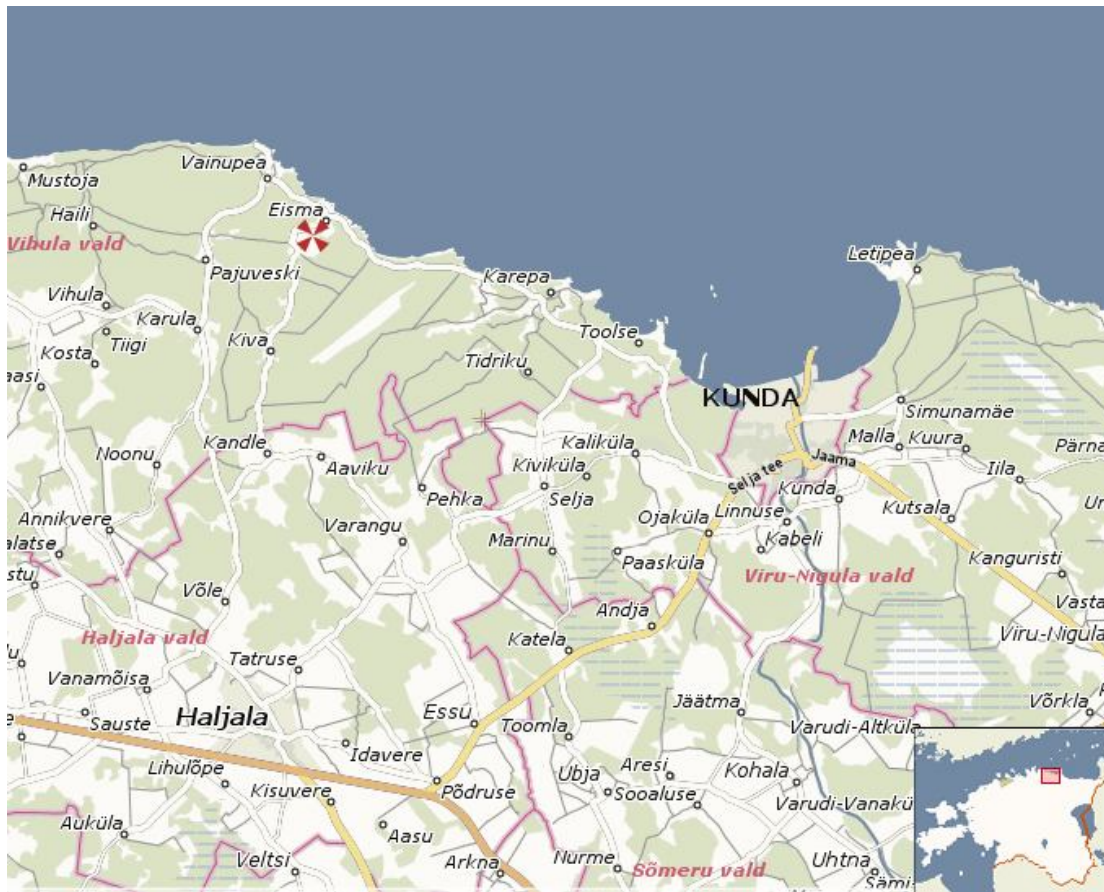 Vainupea
Mustoja
Eisma
Haili
Vihula vald
Letipea
Pajuveski
Karepa
Vihula
Karula
Tiigi
Kiva
Toolse
Kosta
Tidriku
KUNDA
Simunamäe
Kandle
Kaliküla
Malla
Kuura
Noonu
Aaviku
Kiviküla
Jaama
Selja tee
Iila
Pehka
Selja
Kunda
Annikvere
Varangu
Ojaküla
Linnuse
Kutsala
Marinu
Kabeli
Paasküla
Kanguristi
Viru-Nigula vald
Võle
Andja
Vasta
Haljala vald
Katela
Viru-Nigula
Tatruse
Vanamõisa
Jäätma
Võrkla
Sauste
Haljala
Essu
Toomla
Varudi-Altküla
Idavere
Lihulõpe
Ubja
Aresi
Kohala
Kisuvere
Põdruse
Sooaluse
Auküla
Aasu
Veltsi
Arkna
Nurme
Sõmeru vald
Uhtna